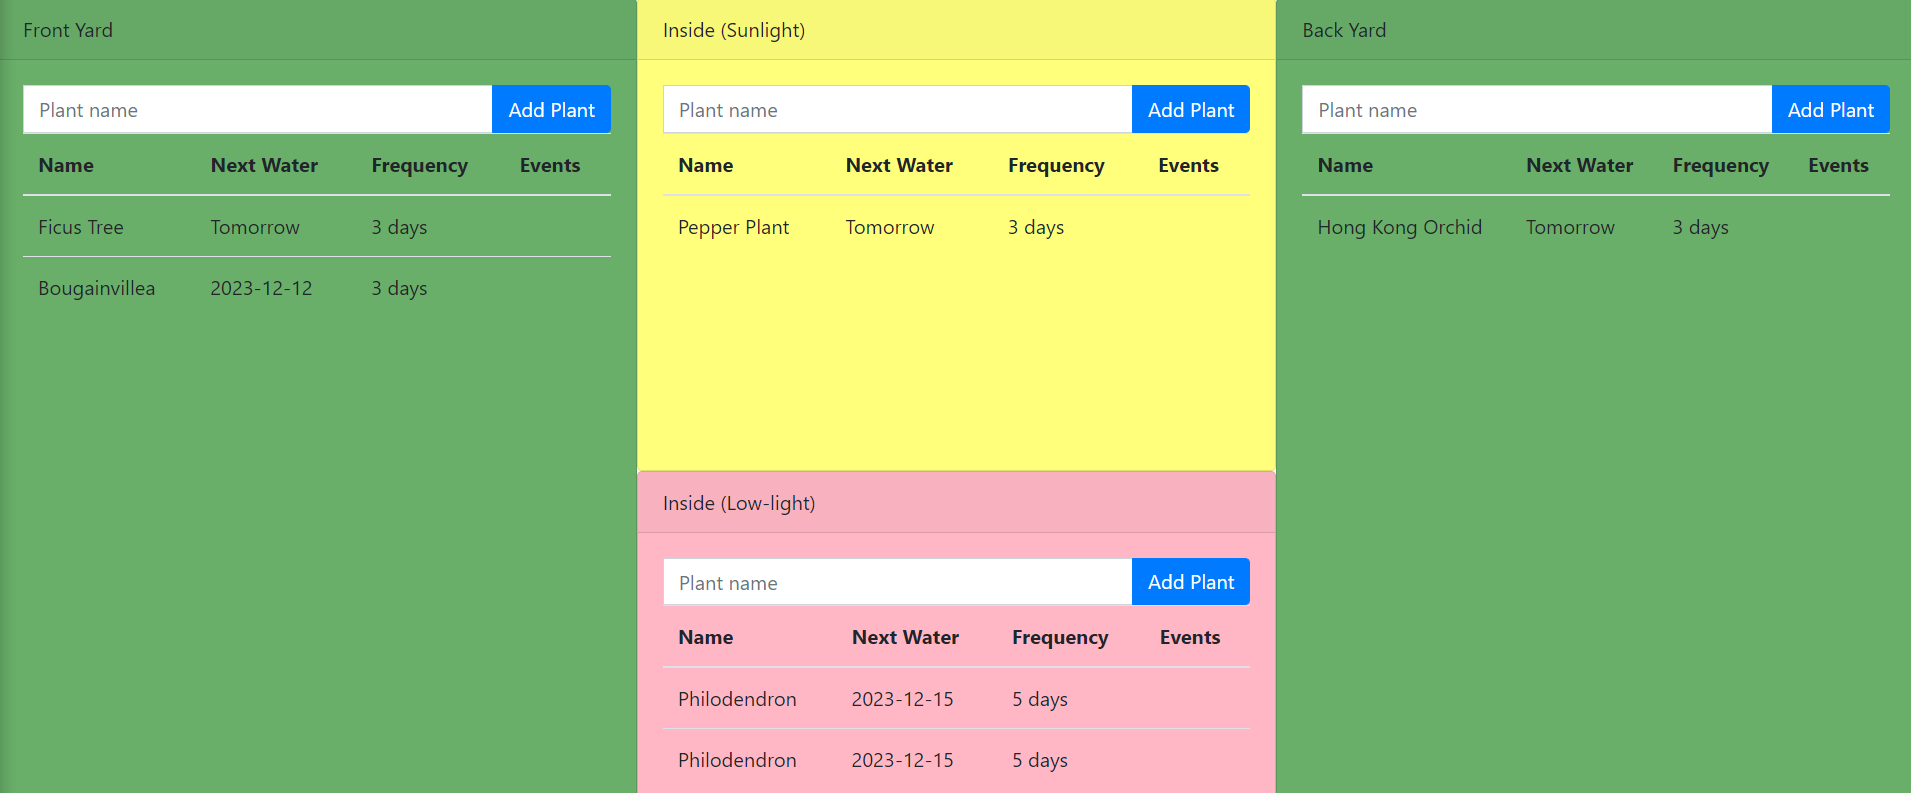 Front Yard
Plant name Add Plant
Name Next Water Frequency Events
Ficus Tree Tomorrow 3 days
Bougainvillea 2023-12-12 3 days
Inside (Sunlight)
Plant name Add Plant
Name Next Water Frequency Events
Pepper Plant Tomorrow 3 days
Inside (Low-light)
Plant name Add Plant
Name Next Water Frequency Events
Philodendron 2023-12-15 5 days
Philodendron 2023-12-15 5 days
Back Yard
Plant name Add Plant
Name Next Water Frequency Events
Hong Kong Orchid Tomorrow 3 days